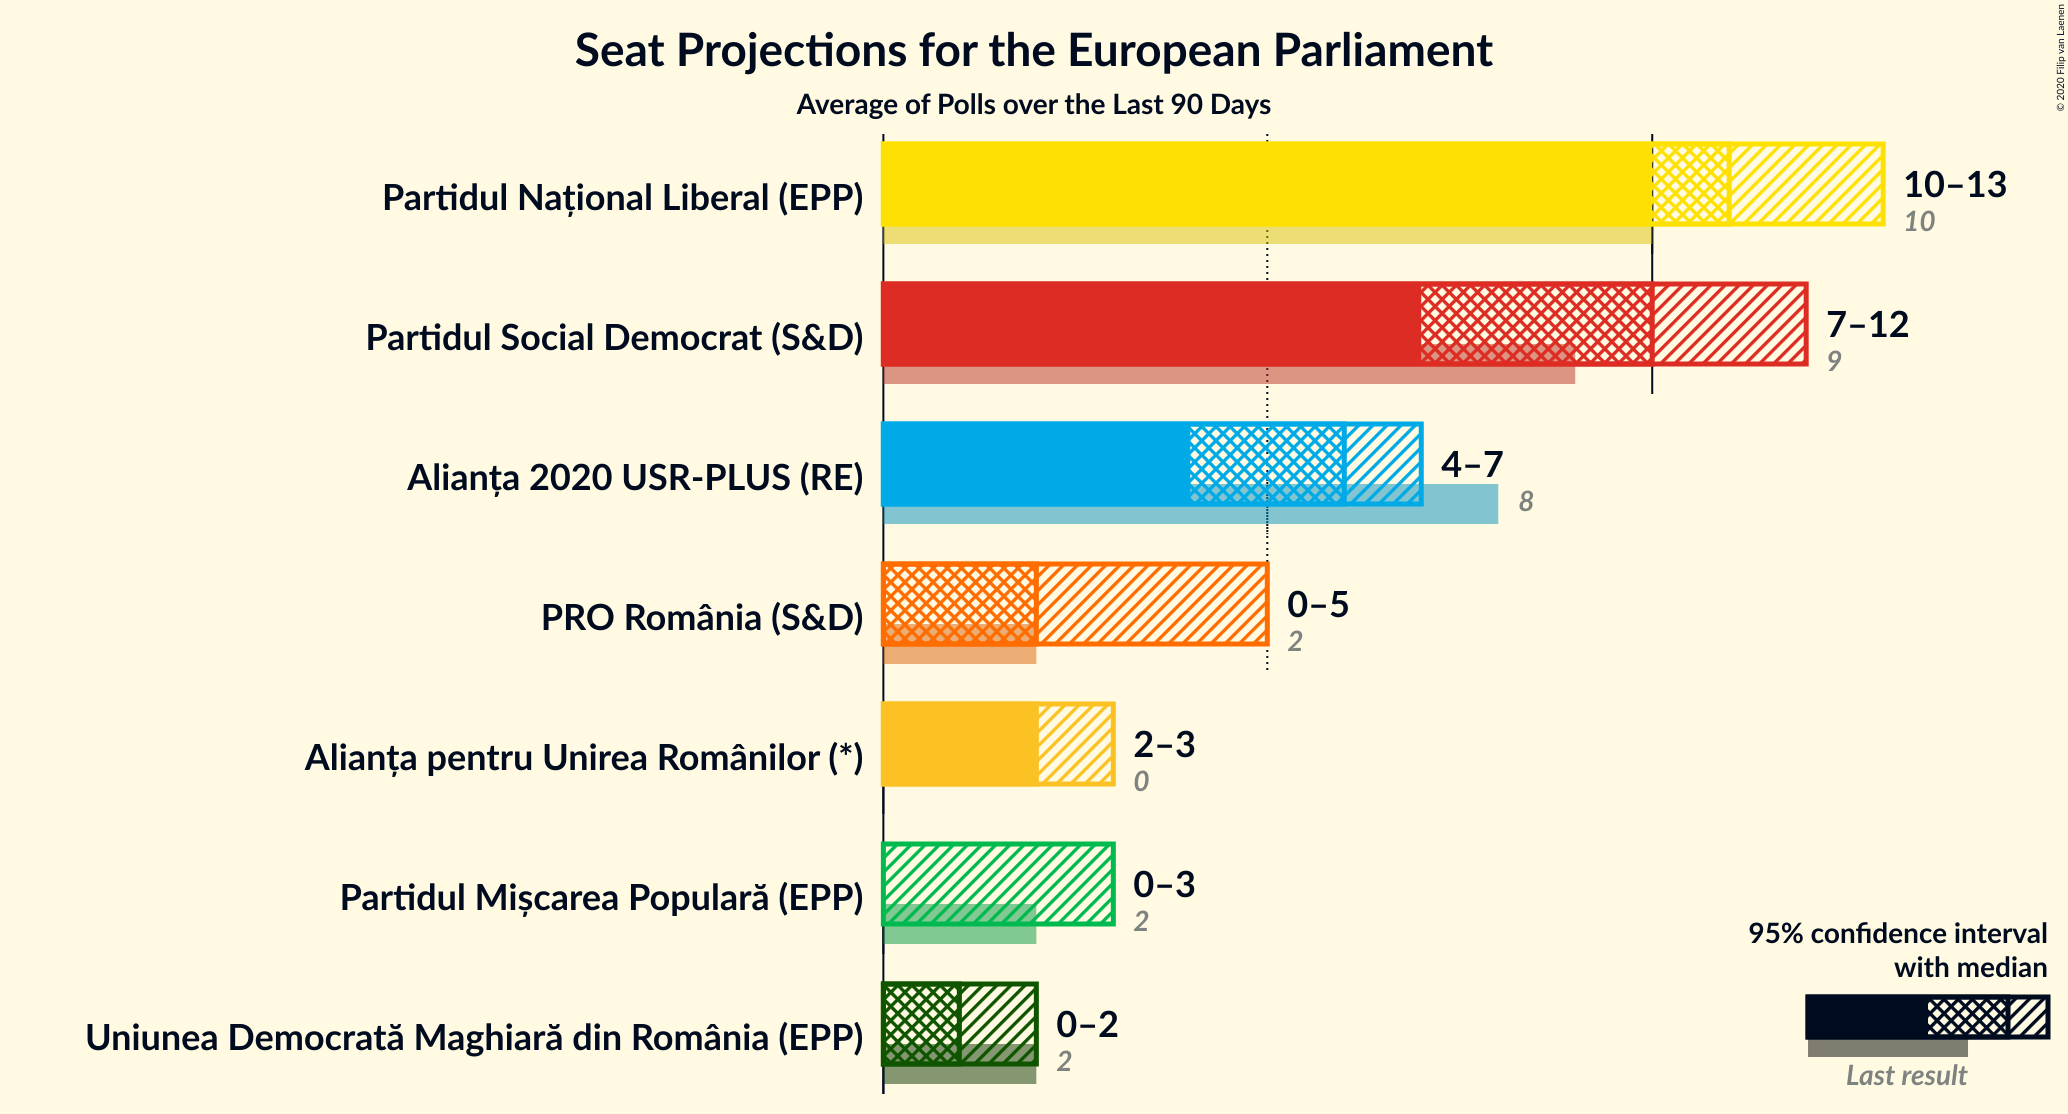 Seat Projections for the European Parliament
Average of Polls over the Last 90 Days
© 2020 Filip van Laenen
Partidul Național Liberal (EPP)
10–13
10
Partidul Social Democrat (S&D)
7–12
9
Alianța 2020 USR-PLUS (RE)
4–7
8
PRO România (S&D)
0–5
2
Alianța pentru Unirea Românilor (*)
2–3
0
Partidul Mișcarea Populară (EPP)
0–3
2
Uniunea Democrată Maghiară din România (EPP)
0–2
2
95% confidence interval
with median
Last result